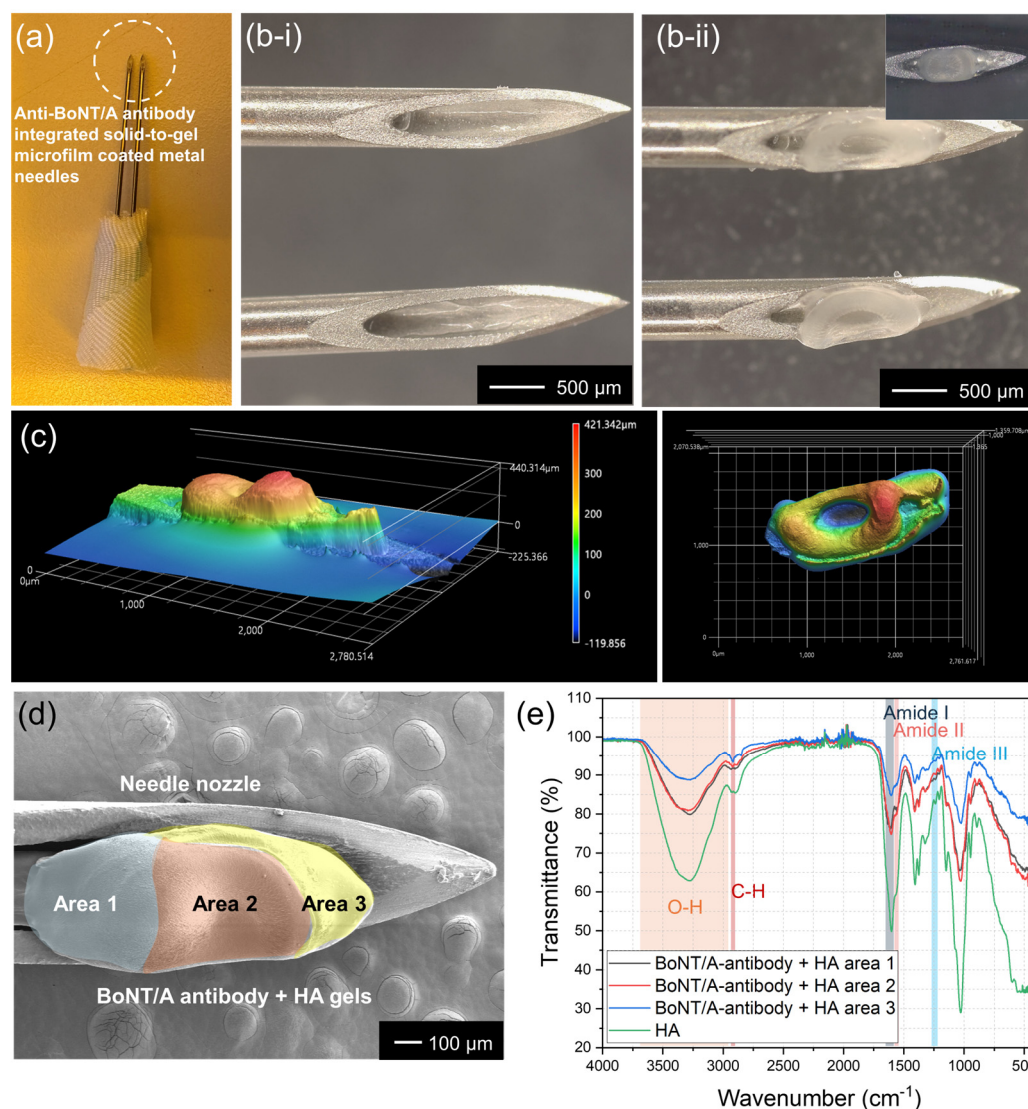 (a)
Anti-BoNT/A antibody
integrated solid-to-gel
microfilm coated metal
needles
(b-i)
500 µm
(b-ii)
500 µm
(c)
421.342µm
300
200
100
0
-119.856
440.314µm
0
-225.366
0
0µm
1,000
2,000
2,780.514
2,070.538µm
1,000
0
0µm
1,000
2,000
2,761.617
-1,359.708µm
-1,000
(d)
Needle nozzle
Area 1
Area 2
Area 3
BoNT/A antibody + HA gels
100 µm
(e)
Transmittance (%)
110
100
90
80
70
60
50
40
30
20
Amide I
Amide II
Amide III
O-H
C-H
BoNT/A-antibody + HA area 1
BoNT/A-antibody + HA area 2
BoNT/A-antibody + HA area 3
HA
4000 3500 3000 2500 2000 1500 1000 500
Wavenumber (cm⁻¹)